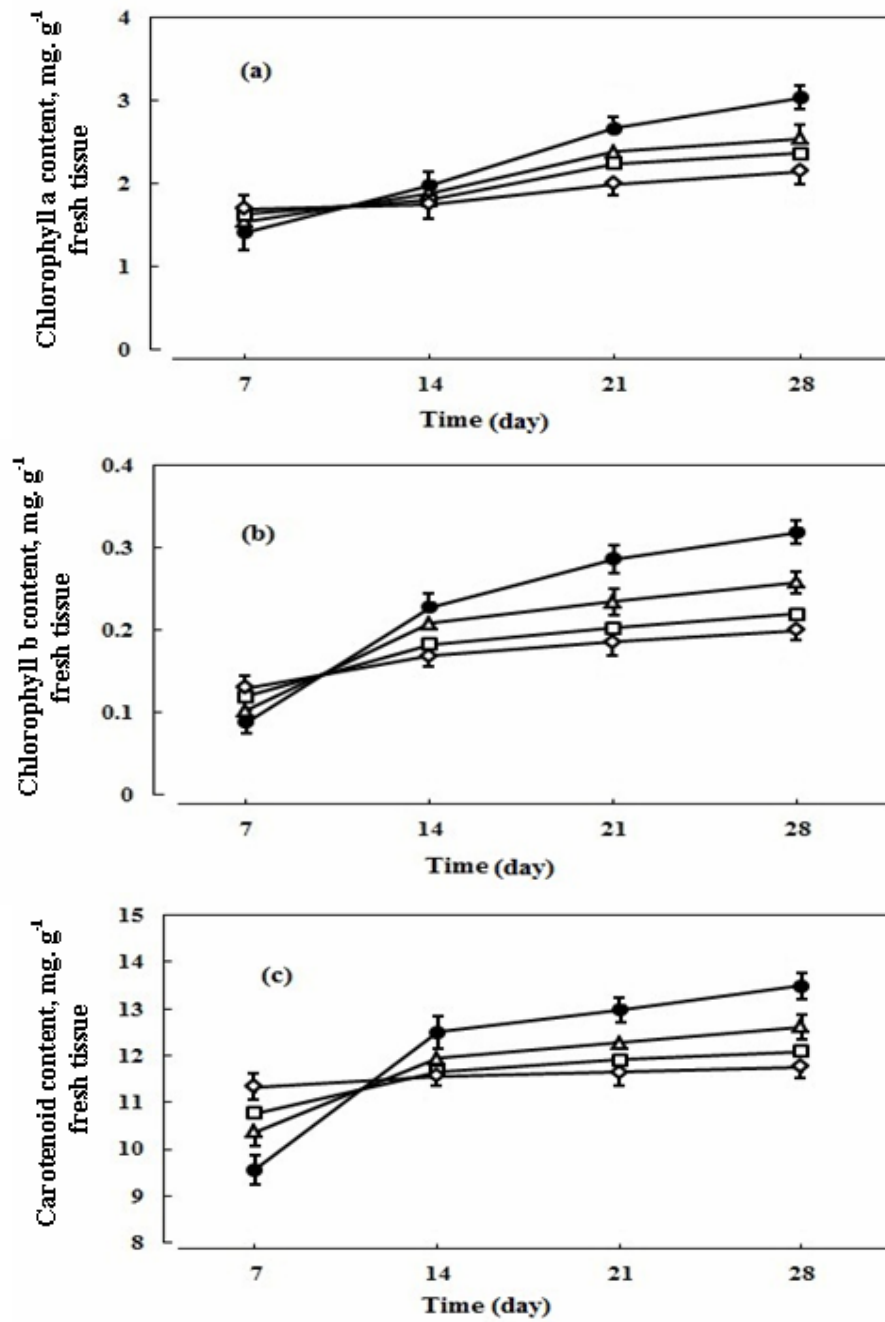 4
(a)
3
2
1
0
Chlorophyll a content, mg. g-1
fresh tissue
7 14 21 28
Time (day)
0.4
(b)
0.3
0.2
0.1
0
Chlorophyll b content, mg. g-1
fresh tissue
7 14 21 28
Time (day)
15
14
(c)
13
12
11
10
9
8
Carotenoid content, mg. g-1
fresh tissue
7 14 21 28
Time (day)